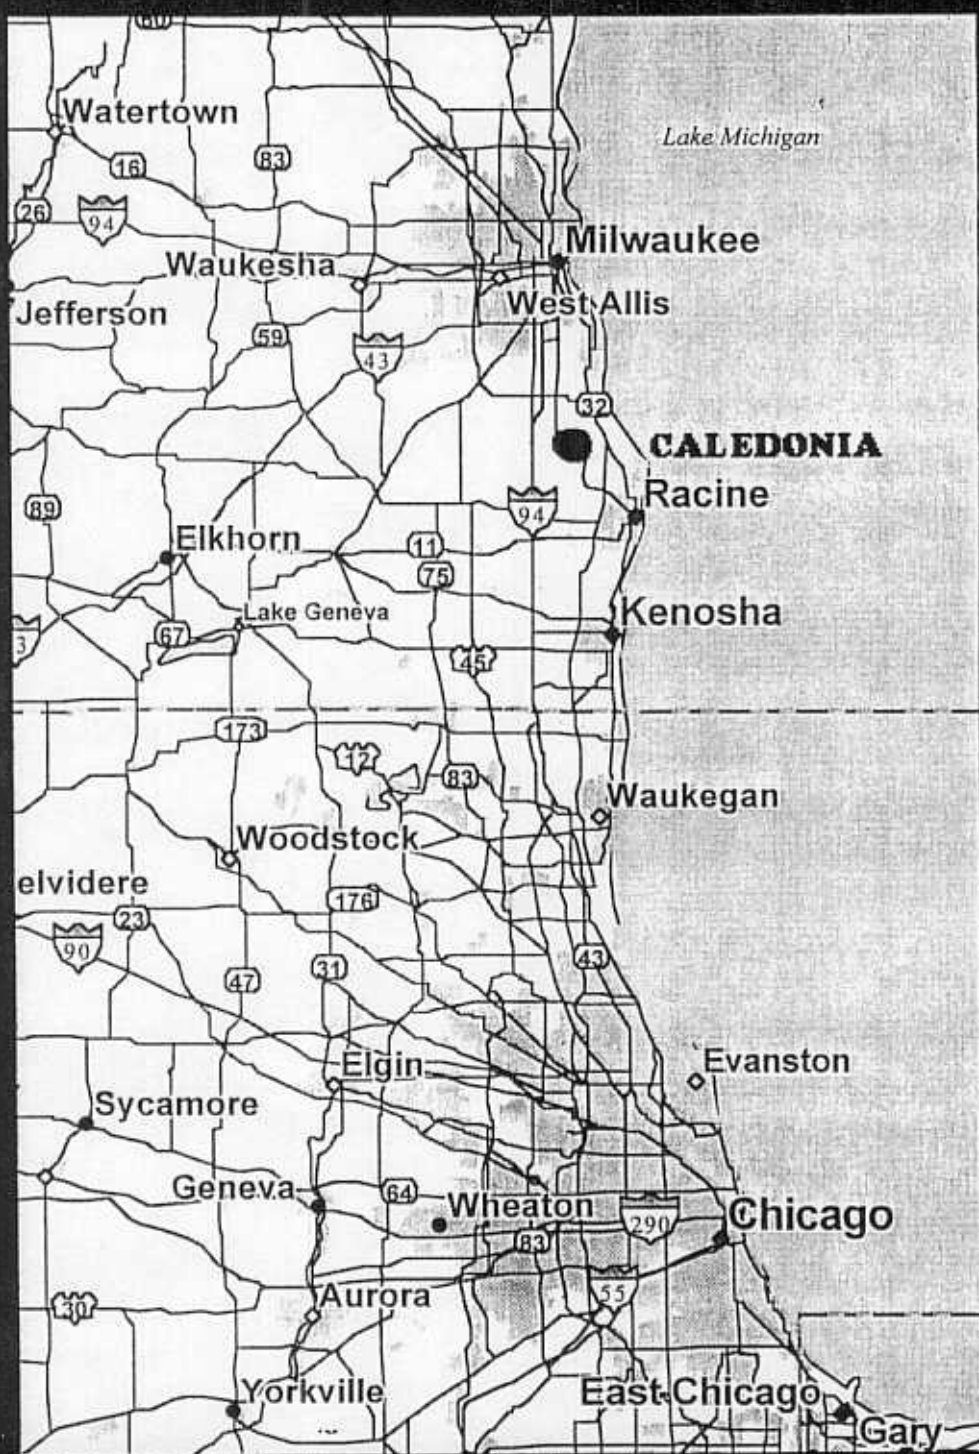 60
Watertown
Lake Michigan
16
83
26
94
Milwaukee
Waukesha
West Allis
Jefferson
59
43
32
CALEDONIA
89
94
Racine
Elkhorn
11
75
Lake Geneva
Kenosha
67
3
45
173
12
83
Waukegan
Woodstock
elvidere
176
23
90
47
31
43
Elgin
Evanston
Sycamore
Geneva
64
Wheaton
290
Chicago
83
55
30
Aurora
Yorkville
East Chicago
Gary